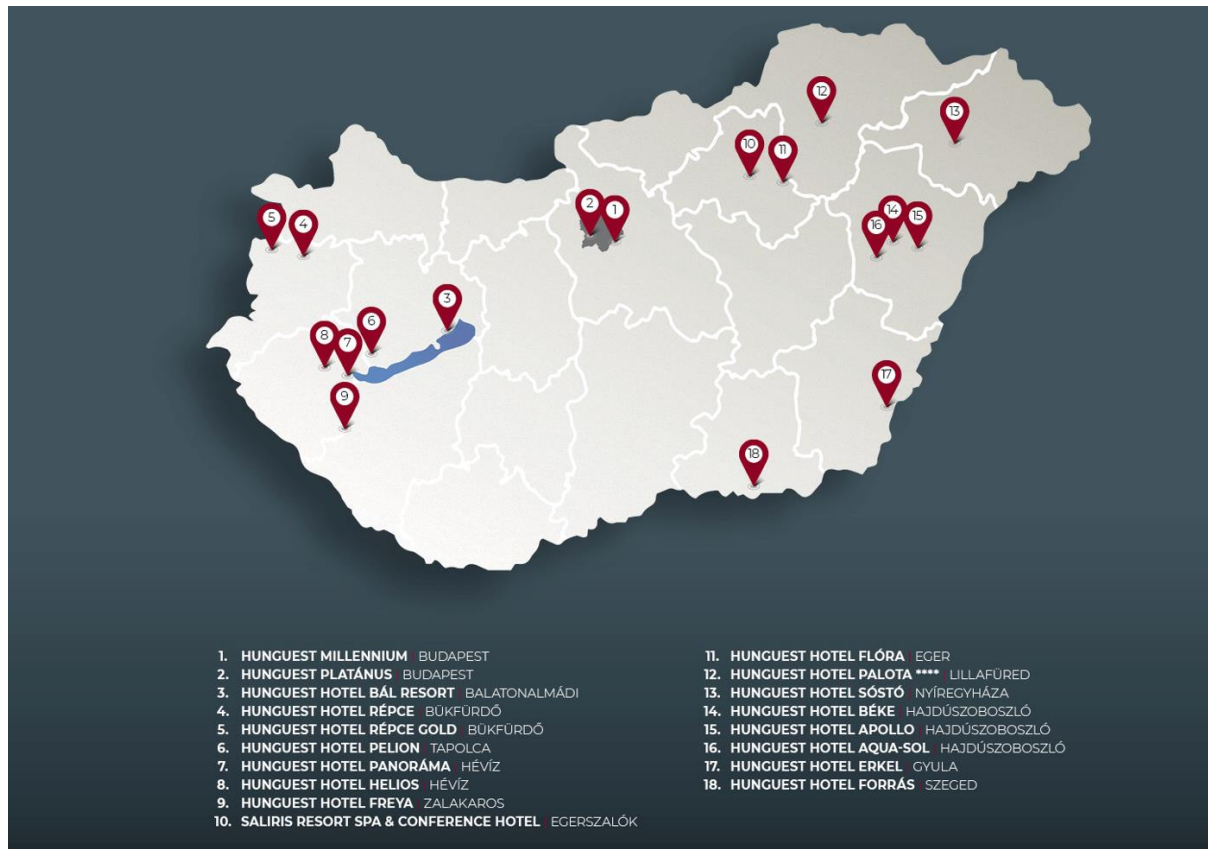 12
13
10
11
5
4
2
1
14
15
16
3
6
8
7
9
17
18
1. HUNGUEST MILLENNIUM | BUDAPEST
2. HUNGUEST PLATÁNUS | BUDAPEST
3. HUNGUEST HOTEL BÁL RESORT | BALATONALMÁDI
4. HUNGUEST HOTEL RÉPCE | BÜKFÜRDŐ
5. HUNGUEST HOTEL RÉPCE GOLD | BÜKFÜRDŐ
6. HUNGUEST HOTEL PELION | TAPOLCA
7. HUNGUEST HOTEL PANORÁMA | HÉVÍZ
8. HUNGUEST HOTEL HELIOS | HÉVÍZ
9. HUNGUEST HOTEL FREYA | ZALAKAROS
10. SALIRIS RESORT SPA & CONFERENCE HOTEL | EGERSZALÓK
11. HUNGUEST HOTEL FLÓRA | EGER
12. HUNGUEST HOTEL PALOTA **** | LILLAFÜRED
13. HUNGUEST HOTEL SÓSTÓ | NYÍREGYHÁZA
14. HUNGUEST HOTEL BÉKE | HAJDÚSZOBOSZLÓ
15. HUNGUEST HOTEL APOLLO | HAJDÚSZOBOSZLÓ
16. HUNGUEST HOTEL AQUA-SOL | HAJDÚSZOBOSZLÓ
17. HUNGUEST HOTEL ERKEL | GYULA
18. HUNGUEST HOTEL FORRÁS | SZEGED